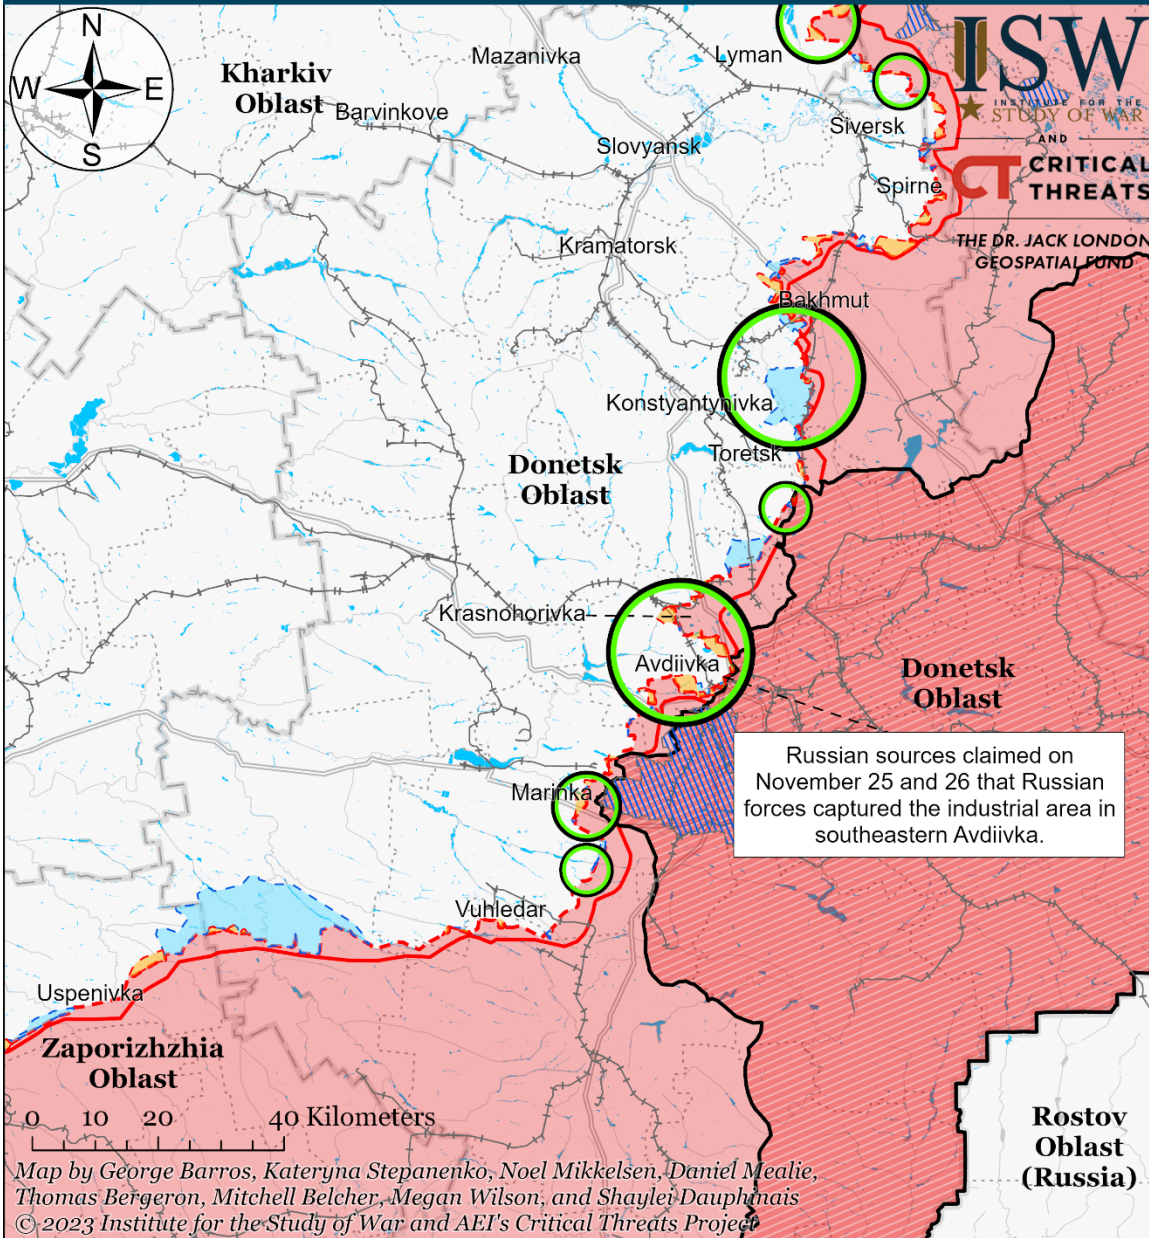 N
W
E
S
Kharkiv
Oblast
Mazanivka
Lyman
ISW
INSTITUTE FOR THE
STUDY OF WAR
AND
CT
CRITICAL
THREATS
THE DR. JACK LONDON
GEOSPATIAL FUND
Barvinkove
Siversk
Slovyansk
Spirne
Kramatorsk
Bakhmut
Konstyantynivka
Toretsk
Donetsk
Oblast
Krasnohorivka
Avdiivka
Donetsk
Oblast
Russian sources claimed on
November 25 and 26 that Russian
forces captured the industrial area in
southeastern Avdiivka.
Marinka
Vuhledar
Uspenivka
Zaporizhzhia
Oblast
0 10 20 40 Kilometers
Rostov
Oblast
(Russia)
Map by George Barros, Kateryna Stepanenko, Noel Mikkelsen, Daniel Mealie,
Thomas Bergeron, Mitchell Belcher, Megan Wilson, and Shaylei Dauphinais
© 2023 Institute for the Study of War and AEI's Critical Threats Project